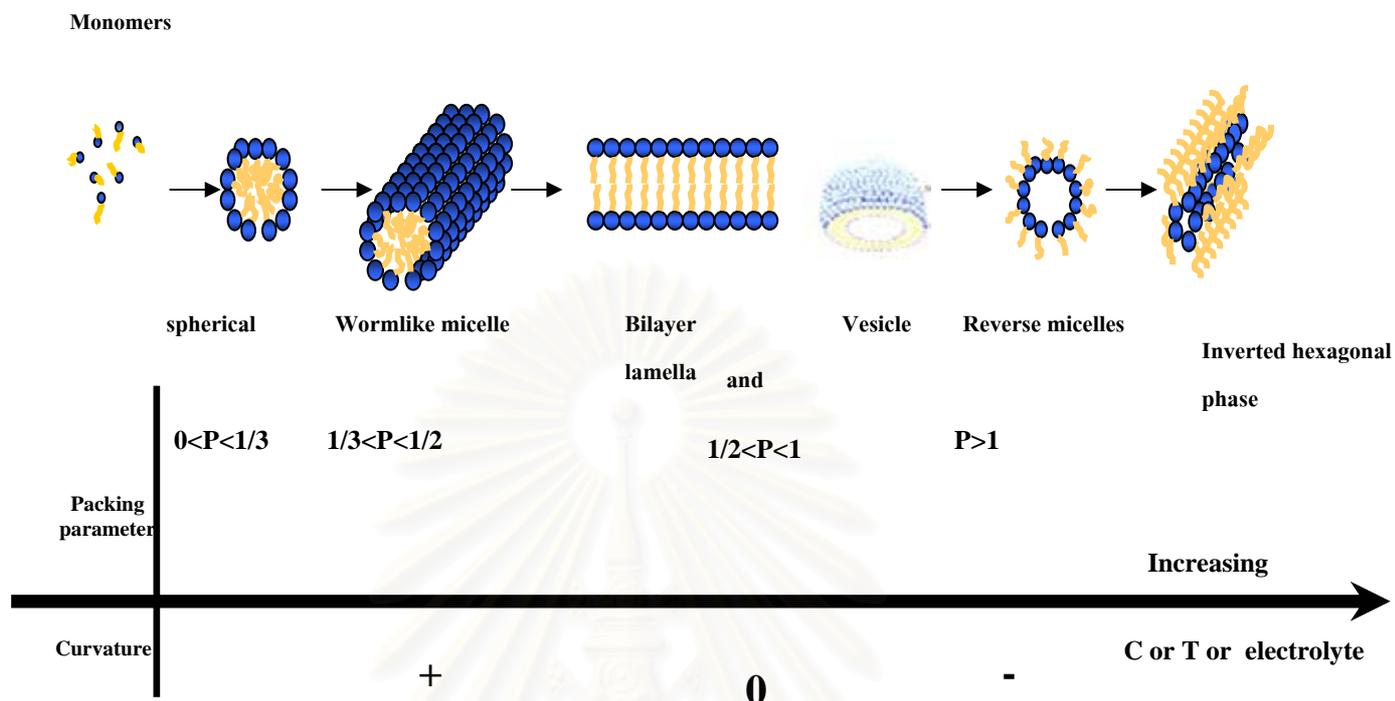 Monomers
spherical
Wormlike micelle
Bilayer
lamella and
Vesicle
Reverse micelles
Inverted hexagonal
phase
0<P<1/3
1/3<P<1/2
1/2<P<1
P>1
Packing
parameter
Increasing
Curvature
C or T or electrolyte
+
0
-